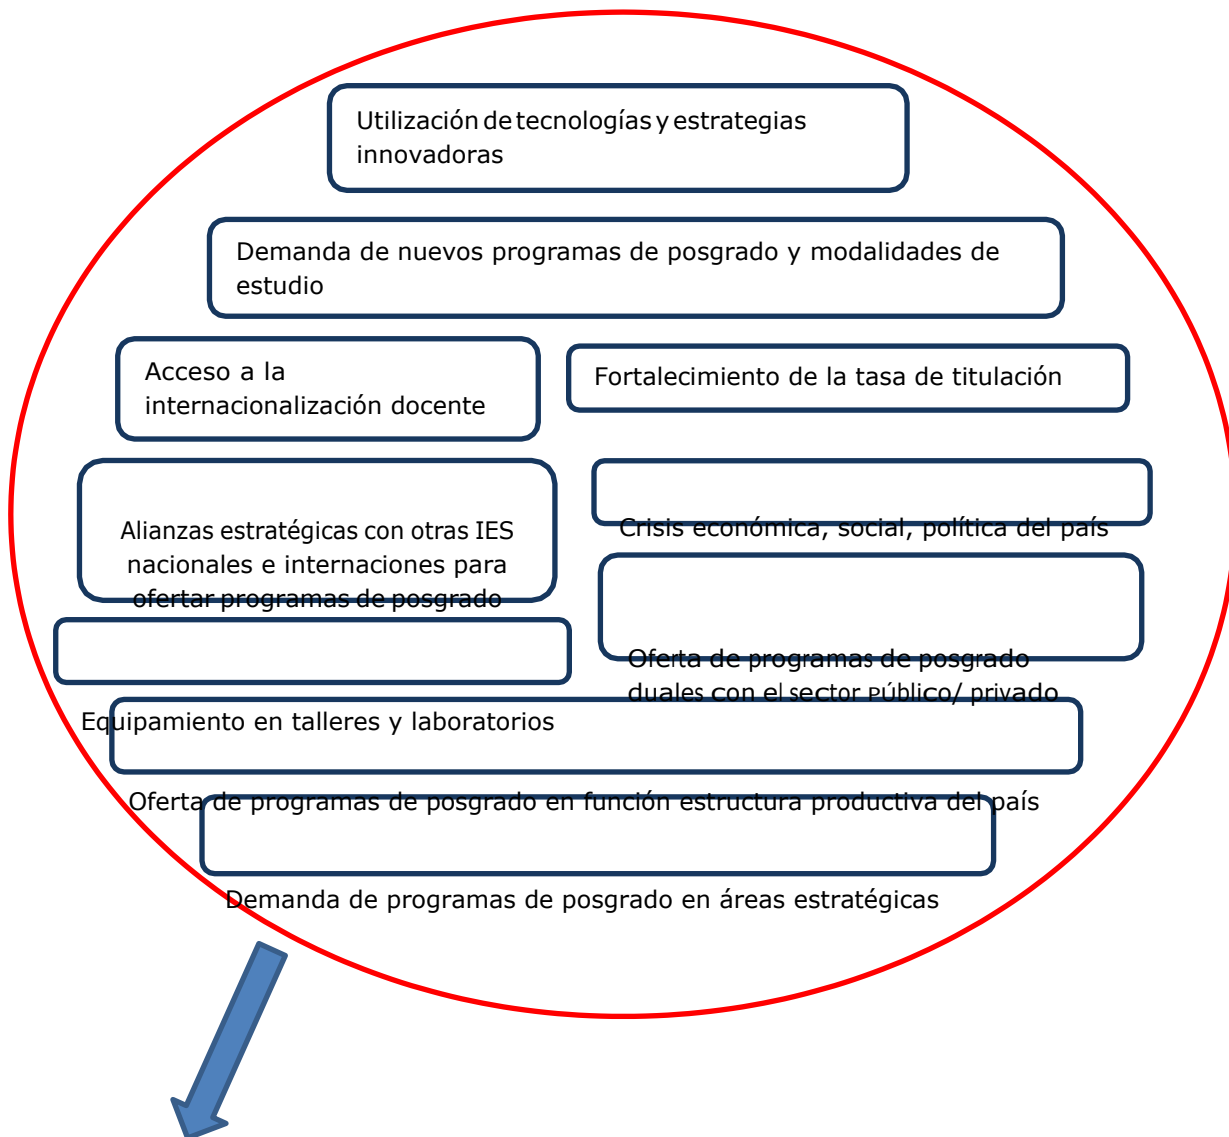 Utilización de tecnologías y estrategias
innovadoras
Demanda de nuevos programas de posgrado y modalidades de
estudio
Acceso a la
internacionalización docente
Fortalecimiento de la tasa de titulación
Alianzas estratégicas con otras IES
nacionales e internaciones para
ofertar programas de posgrado
Crisis económica, social, política del país
Oferta de programas de posgrado
duales con el sector Público/ privado
Equipamiento en talleres y laboratorios
Oferta de programas de posgrado en función estructura productiva del país
Demanda de programas de posgrado en áreas estratégicas